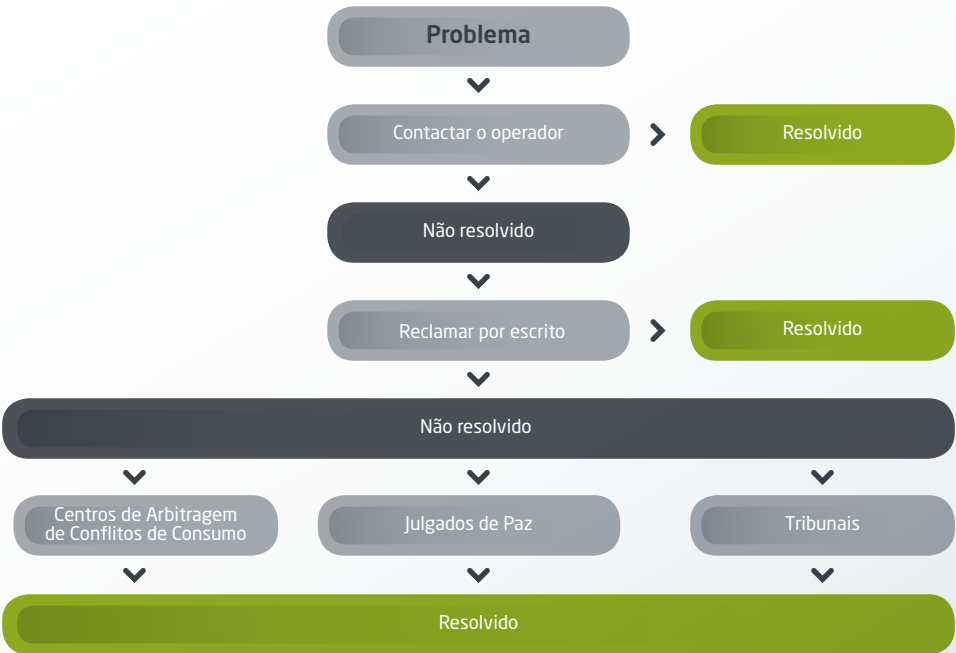 Problema
Contactar o operador
Resolvido
Não resolvido
Reclamar por escrito
Resolvido
Não resolvido
Centros de Arbitragem
de Conflitos de Consumo
Julgados de Paz
Tribunais
Resolvido